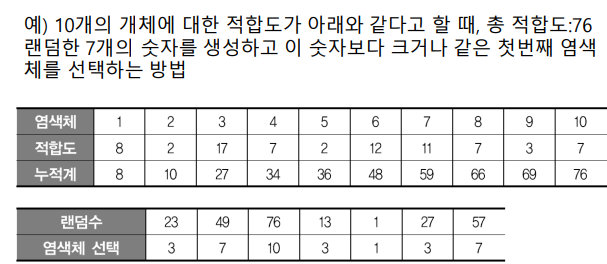 예) 10개의 개체에 대한 적합도가 아래와 같다고 할 때, 총 적합도:76
랜덤한 7개의 숫자를 생성하고 이 숫자보다 크거나 같은 첫번째 염색
체를 선택하는 방법
염색체 1 2 3 4 5 6 7 8 9 10
적합도 8 2 17 7 2 12 11 7 3 7
누적계 8 10 27 34 36 48 59 66 69 76
랜덤수 23 49 76 13 1 27 57
염색체 선택 3 7 10 3 1 3 7